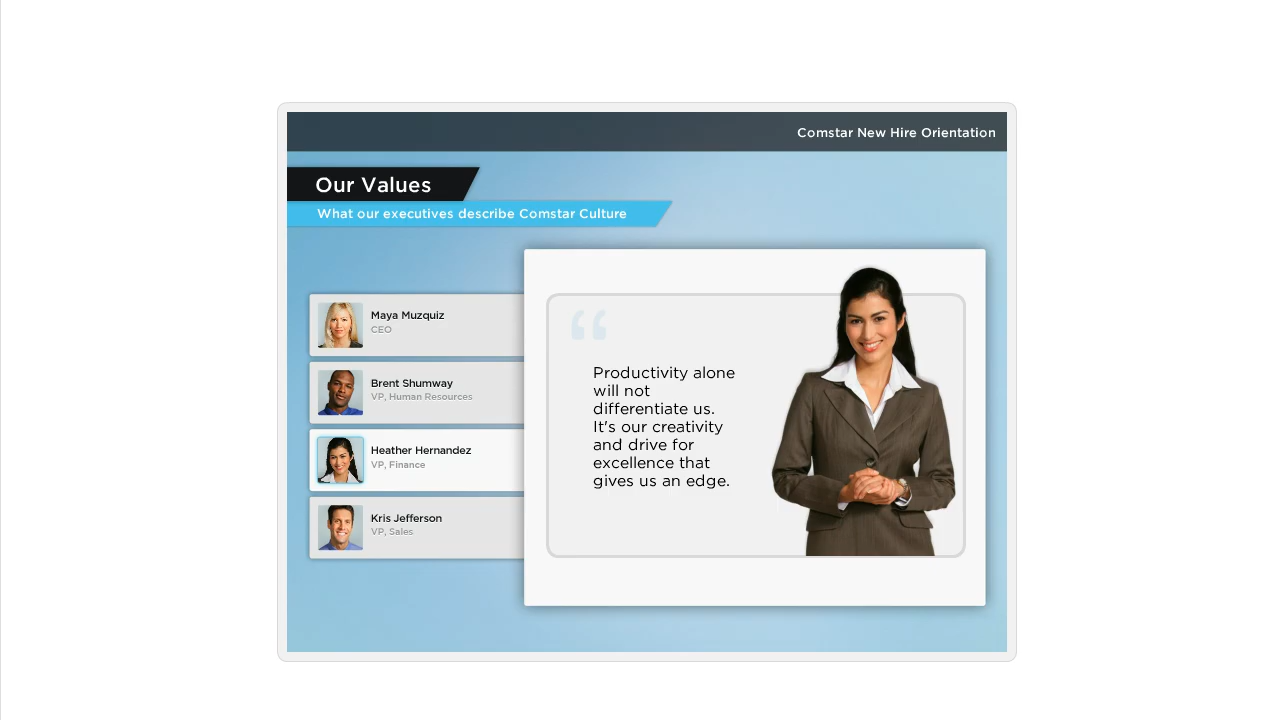 Comstar New Hire Orientation
Our Values
What our executives describe Comstar Culture
Maya Muzquiz
CEO
Brent Shumway
VP, Human Resources
Heather Hernandez
VP, Finance
Kris Jefferson
VP, Sales
“
Productivity alone
will not
differentiate us.
It's our creativity
and drive for
excellence that
gives us an edge.